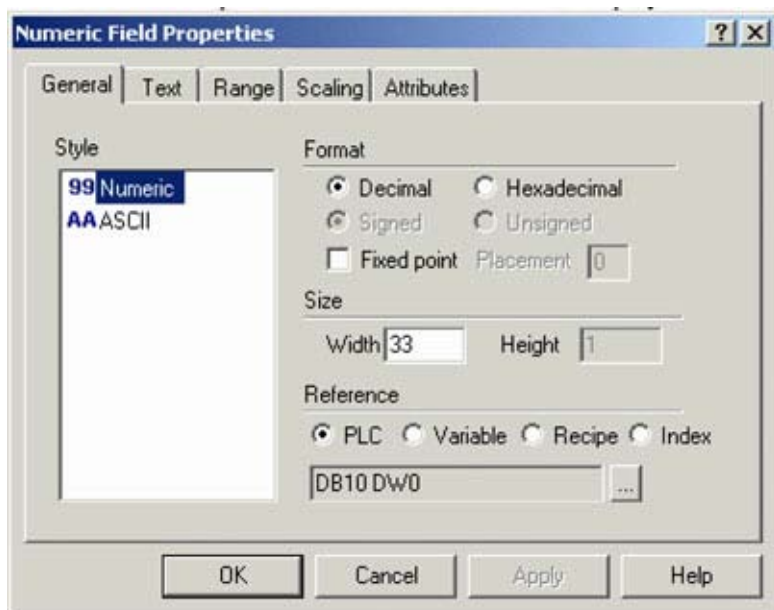 Numeric Field Properties
General Text Range Scaling Attributes
Style
99 Numeric
AA ASCII
Format
Decimal Hexadecimal
Signed Unsigned
Fixed point Placement 0
Size
Width 33 Height 1
Reference
PLC Variable Recipe Index
DB10 DW0 ...
OK Cancel Apply Help